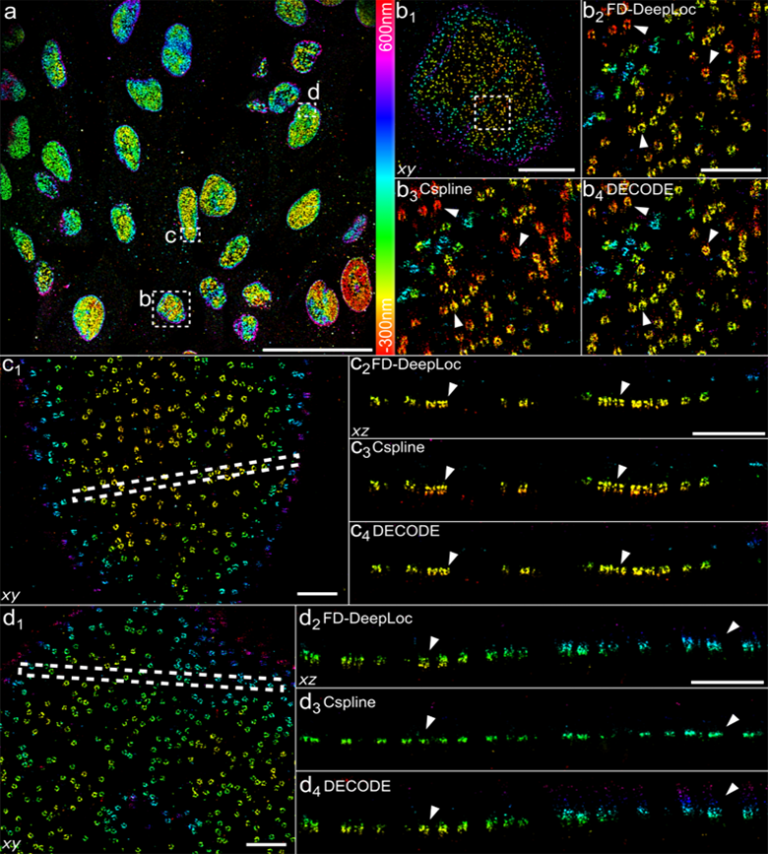 a
b
c
d
600nm
-300nm
b1
xy
b2 FD-DeepLoc
b3 Cspline
b4 DECODE
c1
xy
c2 FD-DeepLoc
xz
c3 Cspline
c4 DECODE
d1
xy
d2 FD-DeepLoc
xz
d3 Cspline
d4 DECODE